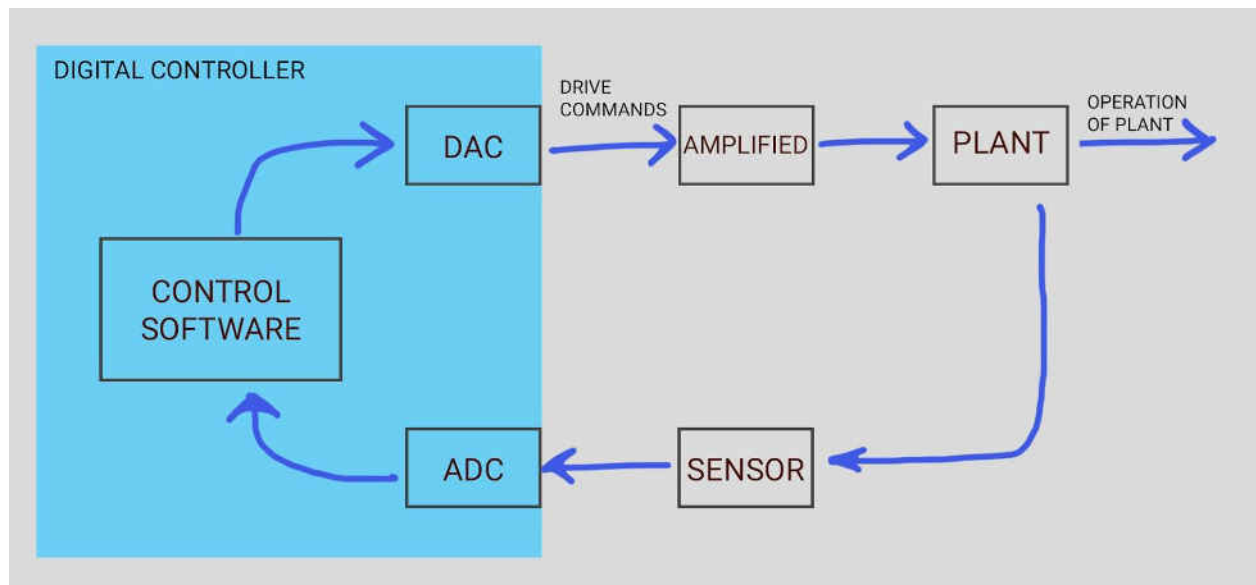 DIGITAL CONTROLLER
DRIVE
COMMANDS
OPERATION
OF PLANT
DAC
AMPLIFIED
PLANT
CONTROL
SOFTWARE
ADC
SENSOR